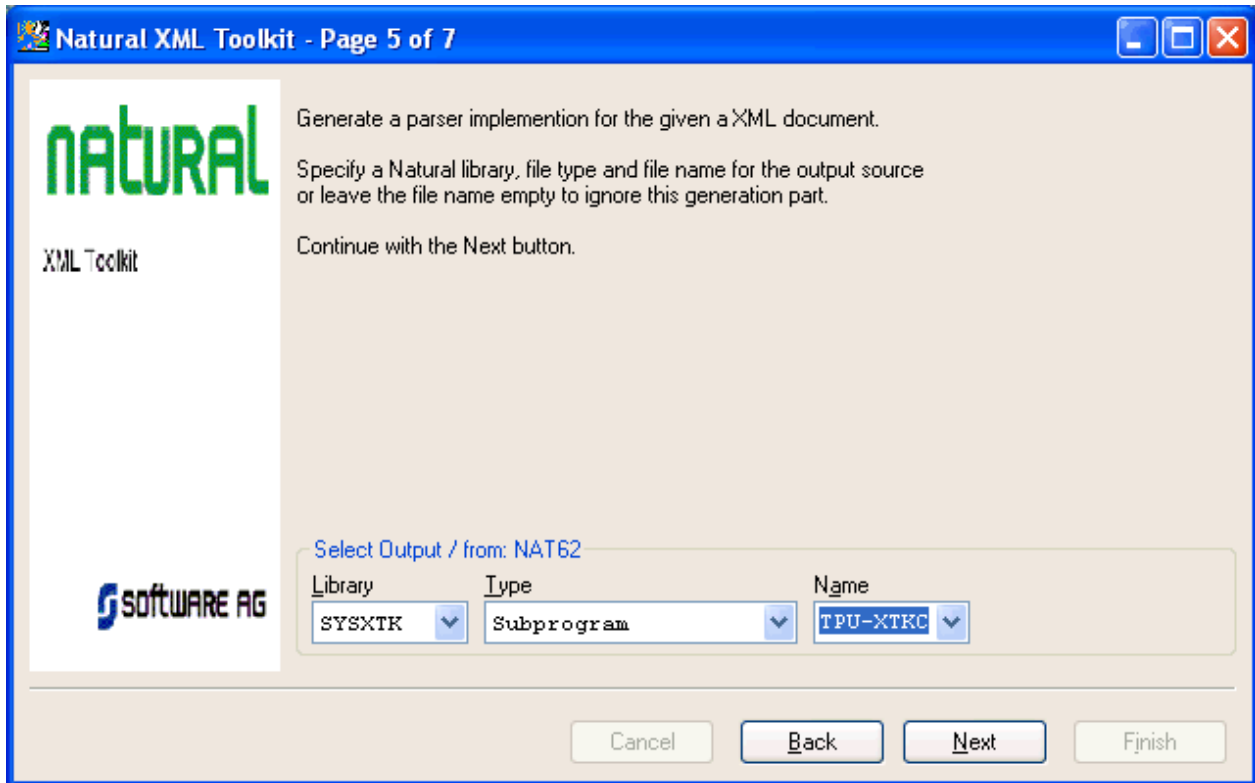 Natural XML Toolkit - Page 5 of 7
natural
XML Toolkit
software AG
Generate a parser implemention for the given a XML document.
Specify a Natural library, file type and file name for the output source
or leave the file name empty to ignore this generation part.
Continue with the Next button.
Select Output / from: NAT62
Library Type Name
SYSXTK Subprogram TPU-XTKC
Cancel Back Next Finish